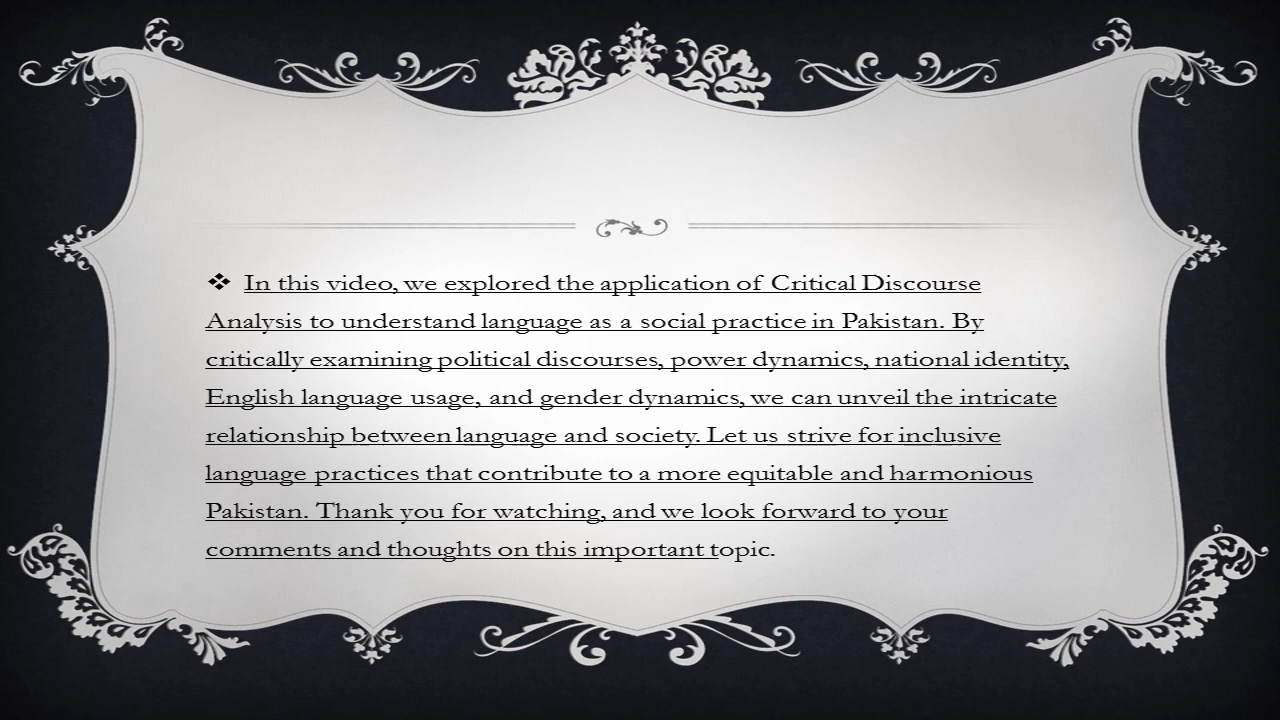 ❖ In this video, we explored the application of Critical Discourse
Analysis to understand language as a social practice in Pakistan. By
critically examining political discourses, power dynamics, national identity,
English language usage, and gender dynamics, we can unveil the intricate
relationship between language and society. Let us strive for inclusive
language practices that contribute to a more equitable and harmonious
Pakistan. Thank you for watching, and we look forward to your
comments and thoughts on this important topic.